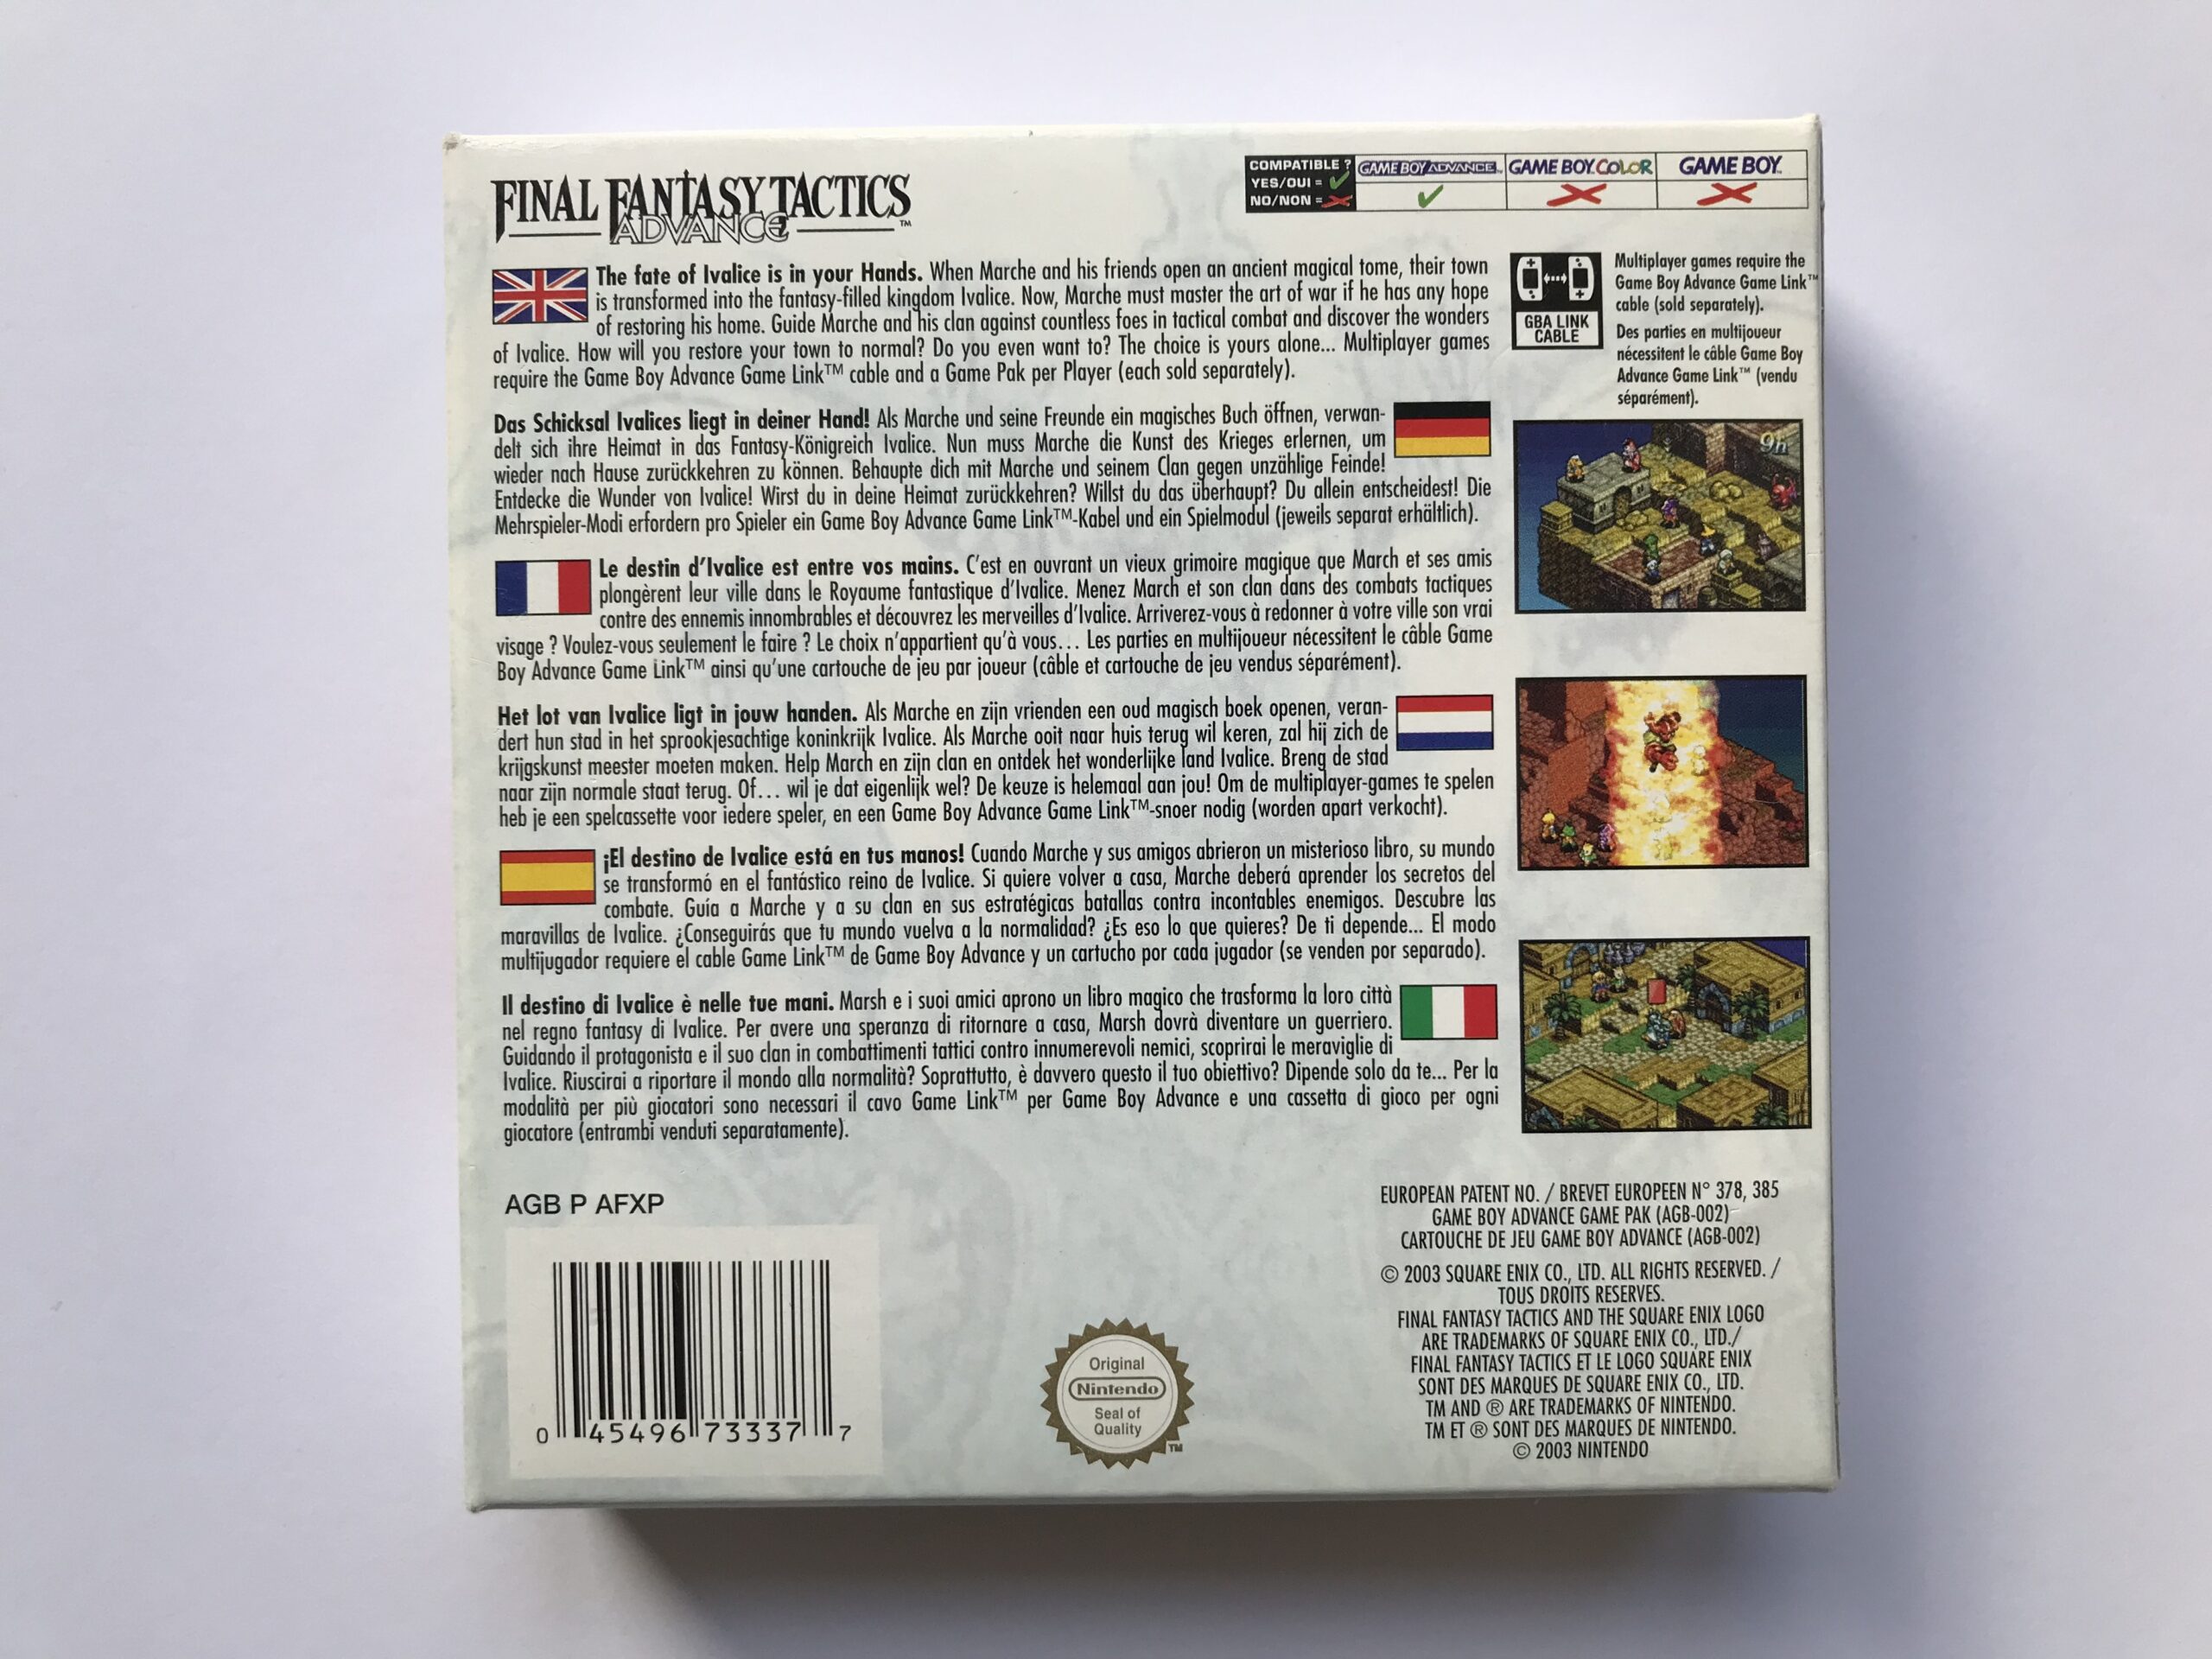 FINAL FANTASY TACTICS
ADVANCE ™
COMPATIBLE ?
YES/OUI =
NO/NON =
GAME BOY ADVANCE™
GAME BOY COLOR
GAME BOY™
The fate of Ivalice is in your Hands. When Marche and his friends open an ancient magical tome, their town
is transformed into the fantasy-filled kingdom Ivalice. Now, Marche must master the art of war if he has any hope
of restoring his home. Guide Marche and his clan against countless foes in tactical combat and discover the wonders
of Ivalice. How will you restore your town to normal? Do you even want to? The choice is yours alone... Multiplayer games
require the Game Boy Advance Game Link™ cable and a Game Pak per Player (each sold separately).
Das Schicksal Ivalices liegt in deiner Hand! Als Marche und seine Freunde ein magisches Buch öffnen, verwan-
delt sich ihre Heimat in das Fantasy-Königreich Ivalice. Nun muss Marche die Kunst des Krieges erlernen, um
wieder nach Hause zurückkehren zu können. Behaupte dich mit Marche und seinem Clan gegen unzählige Feinde!
Entdecke die Wunder von Ivalice! Wirst du in deine Heimat zurückkehren? Willst du das überhaupt? Du allein entscheidest! Die
Mehrspieler-Modi erfordern pro Spieler ein Game Boy Advance Game Link™-Kabel und ein Spielmodul (jeweils separat erhältlich).
Le destin d'Ivalice est entre vos mains. C'est en ouvrant un vieux grimoire magique que March et ses amis
plongèrent leur ville dans le Royaume fantastique d'Ivalice. Menez March et son clan dans des combats tactiques
contre des ennemis innombrables et découvrez les merveilles d'Ivalice. Arriverez-vous à redonner à votre ville son vrai
visage ? Voulez-vous seulement le faire ? Le choix n'appartient qu'à vous... Les parties en multijoueur nécessitent le câble Game
Boy Advance Game Link™ ainsi qu'une cartouche de jeu par joueur (câble et cartouche de jeu vendus séparément).
Het lot van Ivalice ligt in jouw handen. Als Marche en zijn vrienden een oud magisch boek openen, veran-
dert hun stad in het sprookjesachtige koninkrijk Ivalice. Als Marche ooit naar huis terug wil keren, zal hij zich de
krijgskunst meester moeten maken. Help March en zijn clan en ontdek het wonderlijke land Ivalice. Breng de stad
naar zijn normale staat terug. Of... wil je dat eigenlijk wel? De keuze is helemaal aan jou! Om de multiplayer-games te spelen
heb je een spelcassette voor iedere speler, en een Game Boy Advance Game Link™-snoer nodig (worden apart verkocht).
¡El destino de Ivalice está en tus manos! Cuando Marche y sus amigos abrieron un misterioso libro, su mundo
se transformó en el fantástico reino de Ivalice. Si quiere volver a casa, Marche deberá aprender los secretos del
combate. Guía a Marche y a su clan en sus estratégicas batallas contra incontables enemigos. Descubre las
maravillas de Ivalice. ¿Conseguirás que tu mundo vuelva a la normalidad? ¿Es eso lo que quieres? De ti depende... El modo
multijugador requiere el cable Game Link™ de Game Boy Advance y un cartucho por cada jugador (se venden por separado).
Il destino di Ivalice è nelle tue mani. Marsh e i suoi amici aprono un libro magico che trasforma la loro città
nel regno fantasy di Ivalice. Per avere una speranza di ritornare a casa, Marsh dovrà diventare un guerriero.
Guidando il protagonista e il suo clan in combattimenti tattici contro innumerevoli nemici, scoprirai le meraviglie di
Ivalice. Riuscirai a riportare il mondo alla normalità? Soprattutto, è davvero questo il tuo obiettivo? Dipende solo da te... Per la
modalità per più giocatori sono necessari il cavo Game Link™ per Game Boy Advance e una cassetta di gioco per ogni
giocatore (entrambi venduti separatamente).
GBA LINK
CABLE
Multiplayer games require the
Game Boy Advance Game Link™
cable (sold separately).
Des parties en multijoueur
nécessitent le câble Game Boy
Advance Game Link™ (vendu
séparément).
AGB P AFXP
0 45496 73337 7
Original
Nintendo
Seal of
Quality
TM
EUROPEAN PATENT NO. / BREVET EUROPEEN N° 378, 385
GAME BOY ADVANCE GAME PAK (AGB-002)
CARTOUCHE DE JEU GAME BOY ADVANCE (AGB-002)
© 2003 SQUARE ENIX CO., LTD. ALL RIGHTS RESERVED. /
TOUS DROITS RESERVES.
FINAL FANTASY TACTICS AND THE SQUARE ENIX LOGO
ARE TRADEMARKS OF SQUARE ENIX CO., LTD./
FINAL FANTASY TACTICS ET LE LOGO SQUARE ENIX
SONT DES MARQUES DE SQUARE ENIX CO., LTD.
TM AND ® ARE TRADEMARKS OF NINTENDO.
TM ET ® SONT DES MARQUES DE NINTENDO.
© 2003 NINTENDO